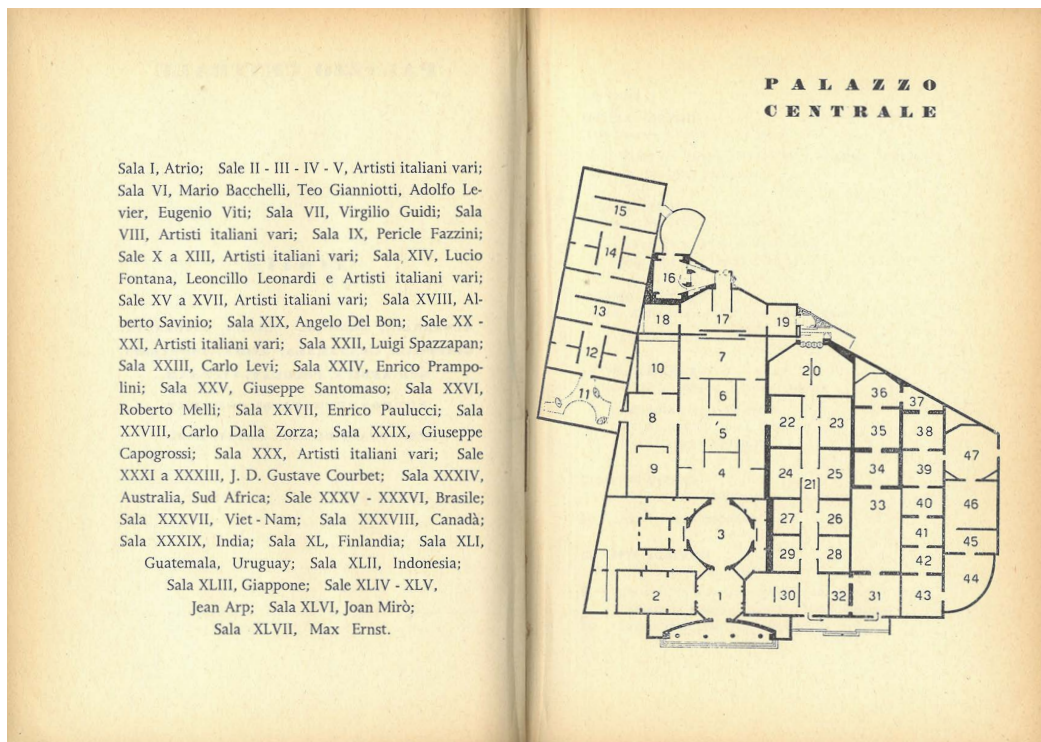 Sala I, Atrio; Sale II - III - IV - V, Artisti italiani vari;
Sala VI, Mario Bacchelli, Teo Gianniotti, Adolfo Le-
vier, Eugenio Viti; Sala VII, Virgilio Guidi; Sala
VIII, Artisti italiani vari; Sala IX, Pericle Fazzini;
Sale X a XIII, Artisti italiani vari; Sala XIV, Lucio
Fontana, Leoncillo Leonardi e Artisti italiani vari;
Sale XV a XVII, Artisti italiani vari; Sala XVIII, Al-
berto Savinio; Sala XIX, Angelo Del Bon; Sale XX -
XXI, Artisti italiani vari; Sala XXII, Luigi Spazzapan;
Sala XXIII, Carlo Levi; Sala XXIV, Enrico Prampo-
lini; Sala XXV, Giuseppe Santomaso; Sala XXVI,
Roberto Melli; Sala XXVII, Enrico Paulucci; Sala
XXVIII, Carlo Dalla Zorza; Sala XXIX, Giuseppe
Capogrossi; Sala XXX, Artisti italiani vari; Sale
XXXI a XXXIII, J. D. Gustave Courbet; Sala XXXIV,
Australia, Sud Africa; Sale XXXV - XXXVI, Brasile;
Sala XXXVII, Viet-Nam; Sala XXXVIII, Canadà;
Sala XXXIX, India; Sala XL, Finlandia; Sala XLI,
Guatemala, Uruguay; Sala XLII, Indonesia;
Sala XLIII, Giappone; Sale XLIV - XLV,
Jean Arp; Sala XLVI, Joan Mirò;
Sala XLVII, Max Ernst.
PALAZZO
CENTRALE
15
14
16
13
18 17 19
12
7
10
20
11
6
36
37
8
5
22 23
35
38
47
9
4
24 25
34
39
21
33
40
46
27 26
3
41
45
29 28
42
44
2
1
30 32 31 43